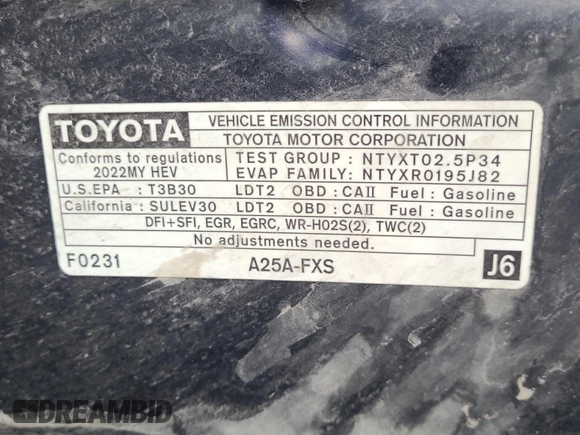 TOYOTA
VEHICLE EMISSION CONTROL INFORMATION
TOYOTA MOTOR CORPORATION
Conforms to regulations
2022MY HEV
TEST GROUP : NTYXT02.5P34
EVAP FAMILY: NTYXR0195J82
U.S.EPA : T3B30 LDT2 OBD : CAII Fuel : Gasoline
California : SULEV30 LDT2 OBD : CAII Fuel : Gasoline
DFI+SFI, EGR, EGRC, WR-HO2S(2), TWC(2)
No adjustments needed.
F0231 A25A-FXS J6
DREAMBID